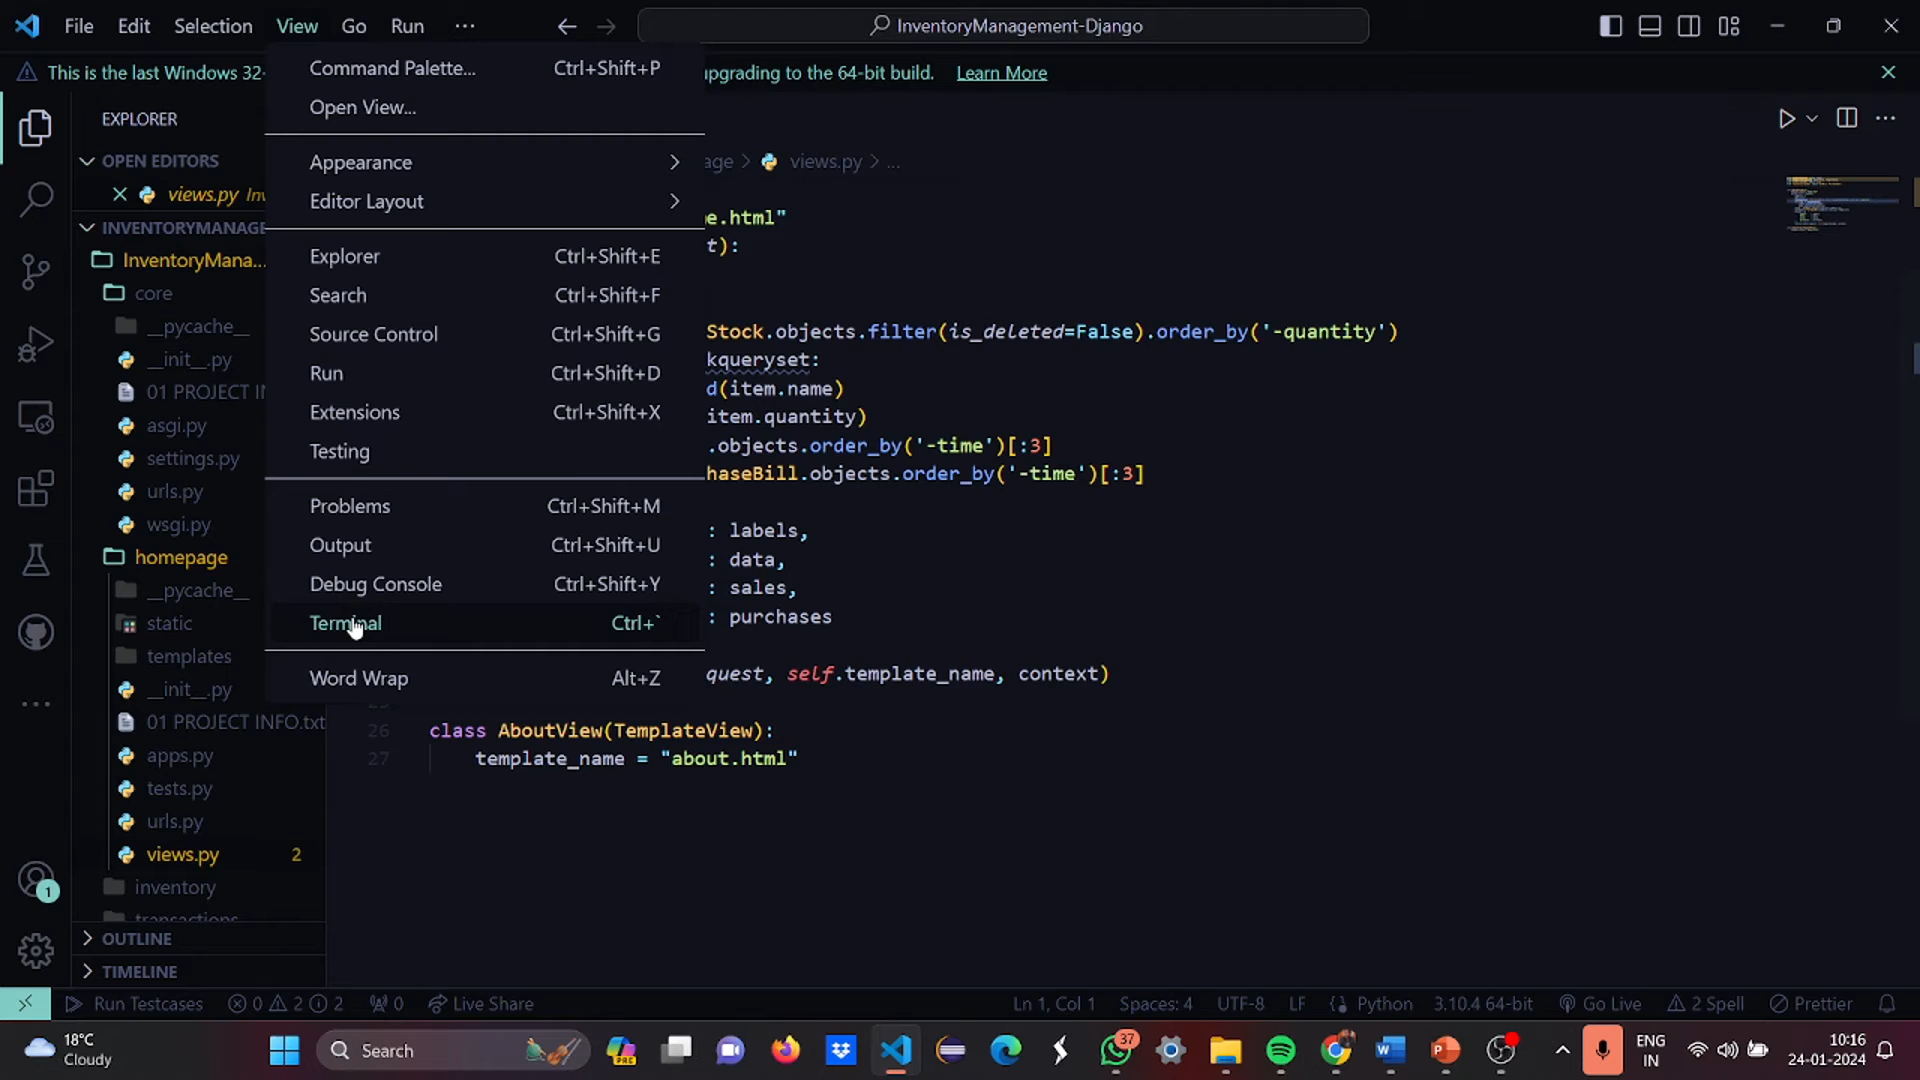 File Edit Selection View Go Run ··· InventoryManagement-Django
This is the last Windows 32- upgrading to the 64-bit build. Learn More
Command Palette... Ctrl+Shift+P
Open View...
Appearance
Editor Layout
Explorer Ctrl+Shift+E
Search Ctrl+Shift+F
Source Control Ctrl+Shift+G
Run Ctrl+Shift+D
Extensions Ctrl+Shift+X
Testing
Problems Ctrl+Shift+M
Output Ctrl+Shift+U
Debug Console Ctrl+Shift+Y
Terminal Ctrl+`
Word Wrap Alt+Z
EXPLORER
OPEN EDITORS
views.py Inv
INVENTORYMANAGE
InventoryMana...
core
__pycache__
__init__.py
01 PROJECT IN
asgi.py
settings.py
urls.py
wsgi.py
homepage
__pycache__
static
templates
__init__.py
01 PROJECT INFO.txt
apps.py
tests.py
urls.py
views.py 2
inventory
transactions
OUTLINE
TIMELINE
1
age > views.py > ...
e.html"
t):
Stock.objects.filter(is_deleted=False).order_by('-quantity')
kqueryset:
d(item.name)
item.quantity)
.objects.order_by('-time')[:3]
haseBill.objects.order_by('-time')[:3]
: labels,
: data,
: sales,
: purchases
quest, self.template_name, context)
26 class AboutView(TemplateView):
27 template_name = "about.html"
Run Testcases 0 2 2 0 Live Share Ln 1, Col 1 Spaces: 4 UTF-8 LF {} Python 3.10.4 64-bit Go Live 2 Spell Prettier
18°C
Cloudy
Search
PRE
37
ENG
IN
10:16
24-01-2024